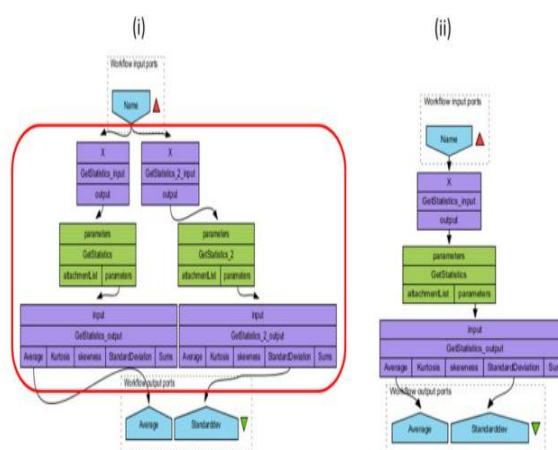 (i)
(ii)
Workflow input ports
Name
X
X
GetStatistics_input
GetStatistics_2_input
output
output
parameters
parameters
GetStatistics
GetStatistics_2
attachmentList
parameters
attachmentList
parameters
input
input
GetStatistics_output
GetStatistics_2_output
Average
Kurtosis
skewness
StandardDeviation
Sums
Average
Kurtosis
skewness
StandardDeviation
Sums
Workflow output ports
Average
Standarddev
Workflow input ports
Name
X
GetStatistics_input
output
parameters
GetStatistics
attachmentList
parameters
input
GetStatistics_output
Average
Kurtosis
skewness
StandardDeviation
Workflow output ports
Average
Standarddev